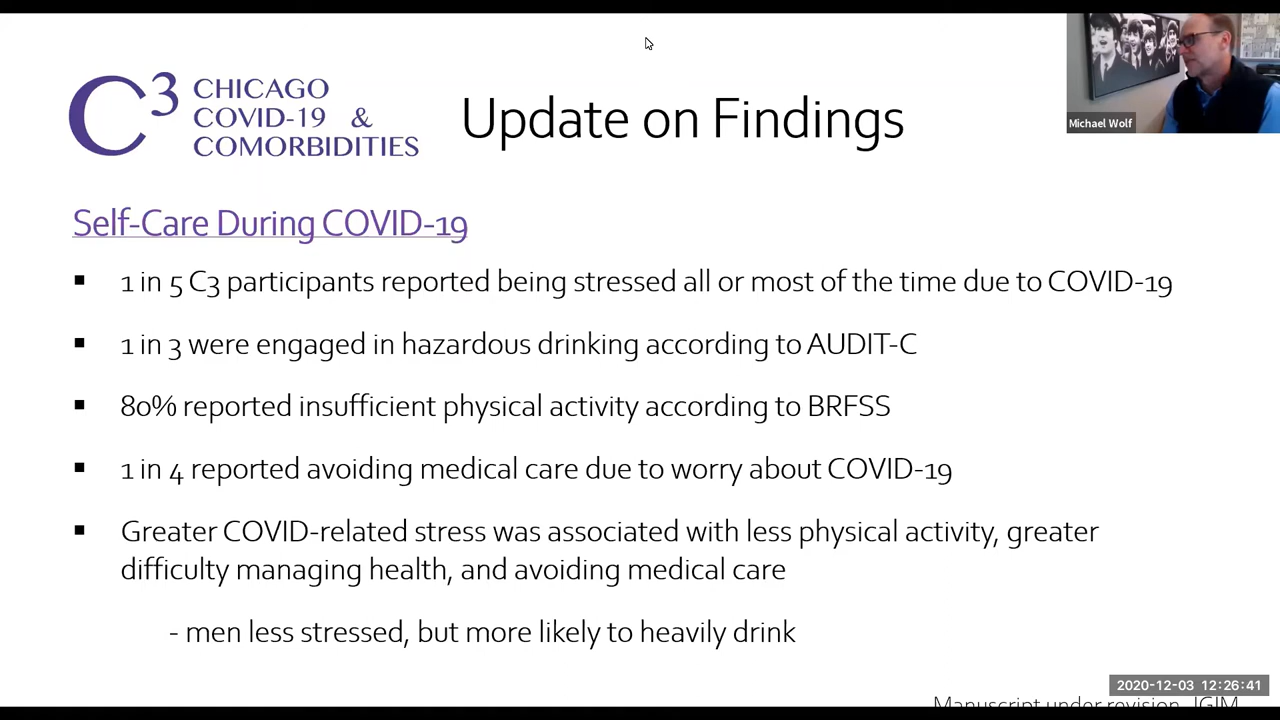 C3 CHICAGO
COVID-19 &
COMORBIDITIES
Update on Findings
Michael Wolf
Self-Care During COVID-19
▪ 1 in 5 C3 participants reported being stressed all or most of the time due to COVID-19
▪ 1 in 3 were engaged in hazardous drinking according to AUDIT-C
▪ 80% reported insufficient physical activity according to BRFSS
▪ 1 in 4 reported avoiding medical care due to worry about COVID-19
▪ Greater COVID-related stress was associated with less physical activity, greater
difficulty managing health, and avoiding medical care
- men less stressed, but more likely to heavily drink
2020-12-03 12:26:41
Manuscript under revision, JGIM